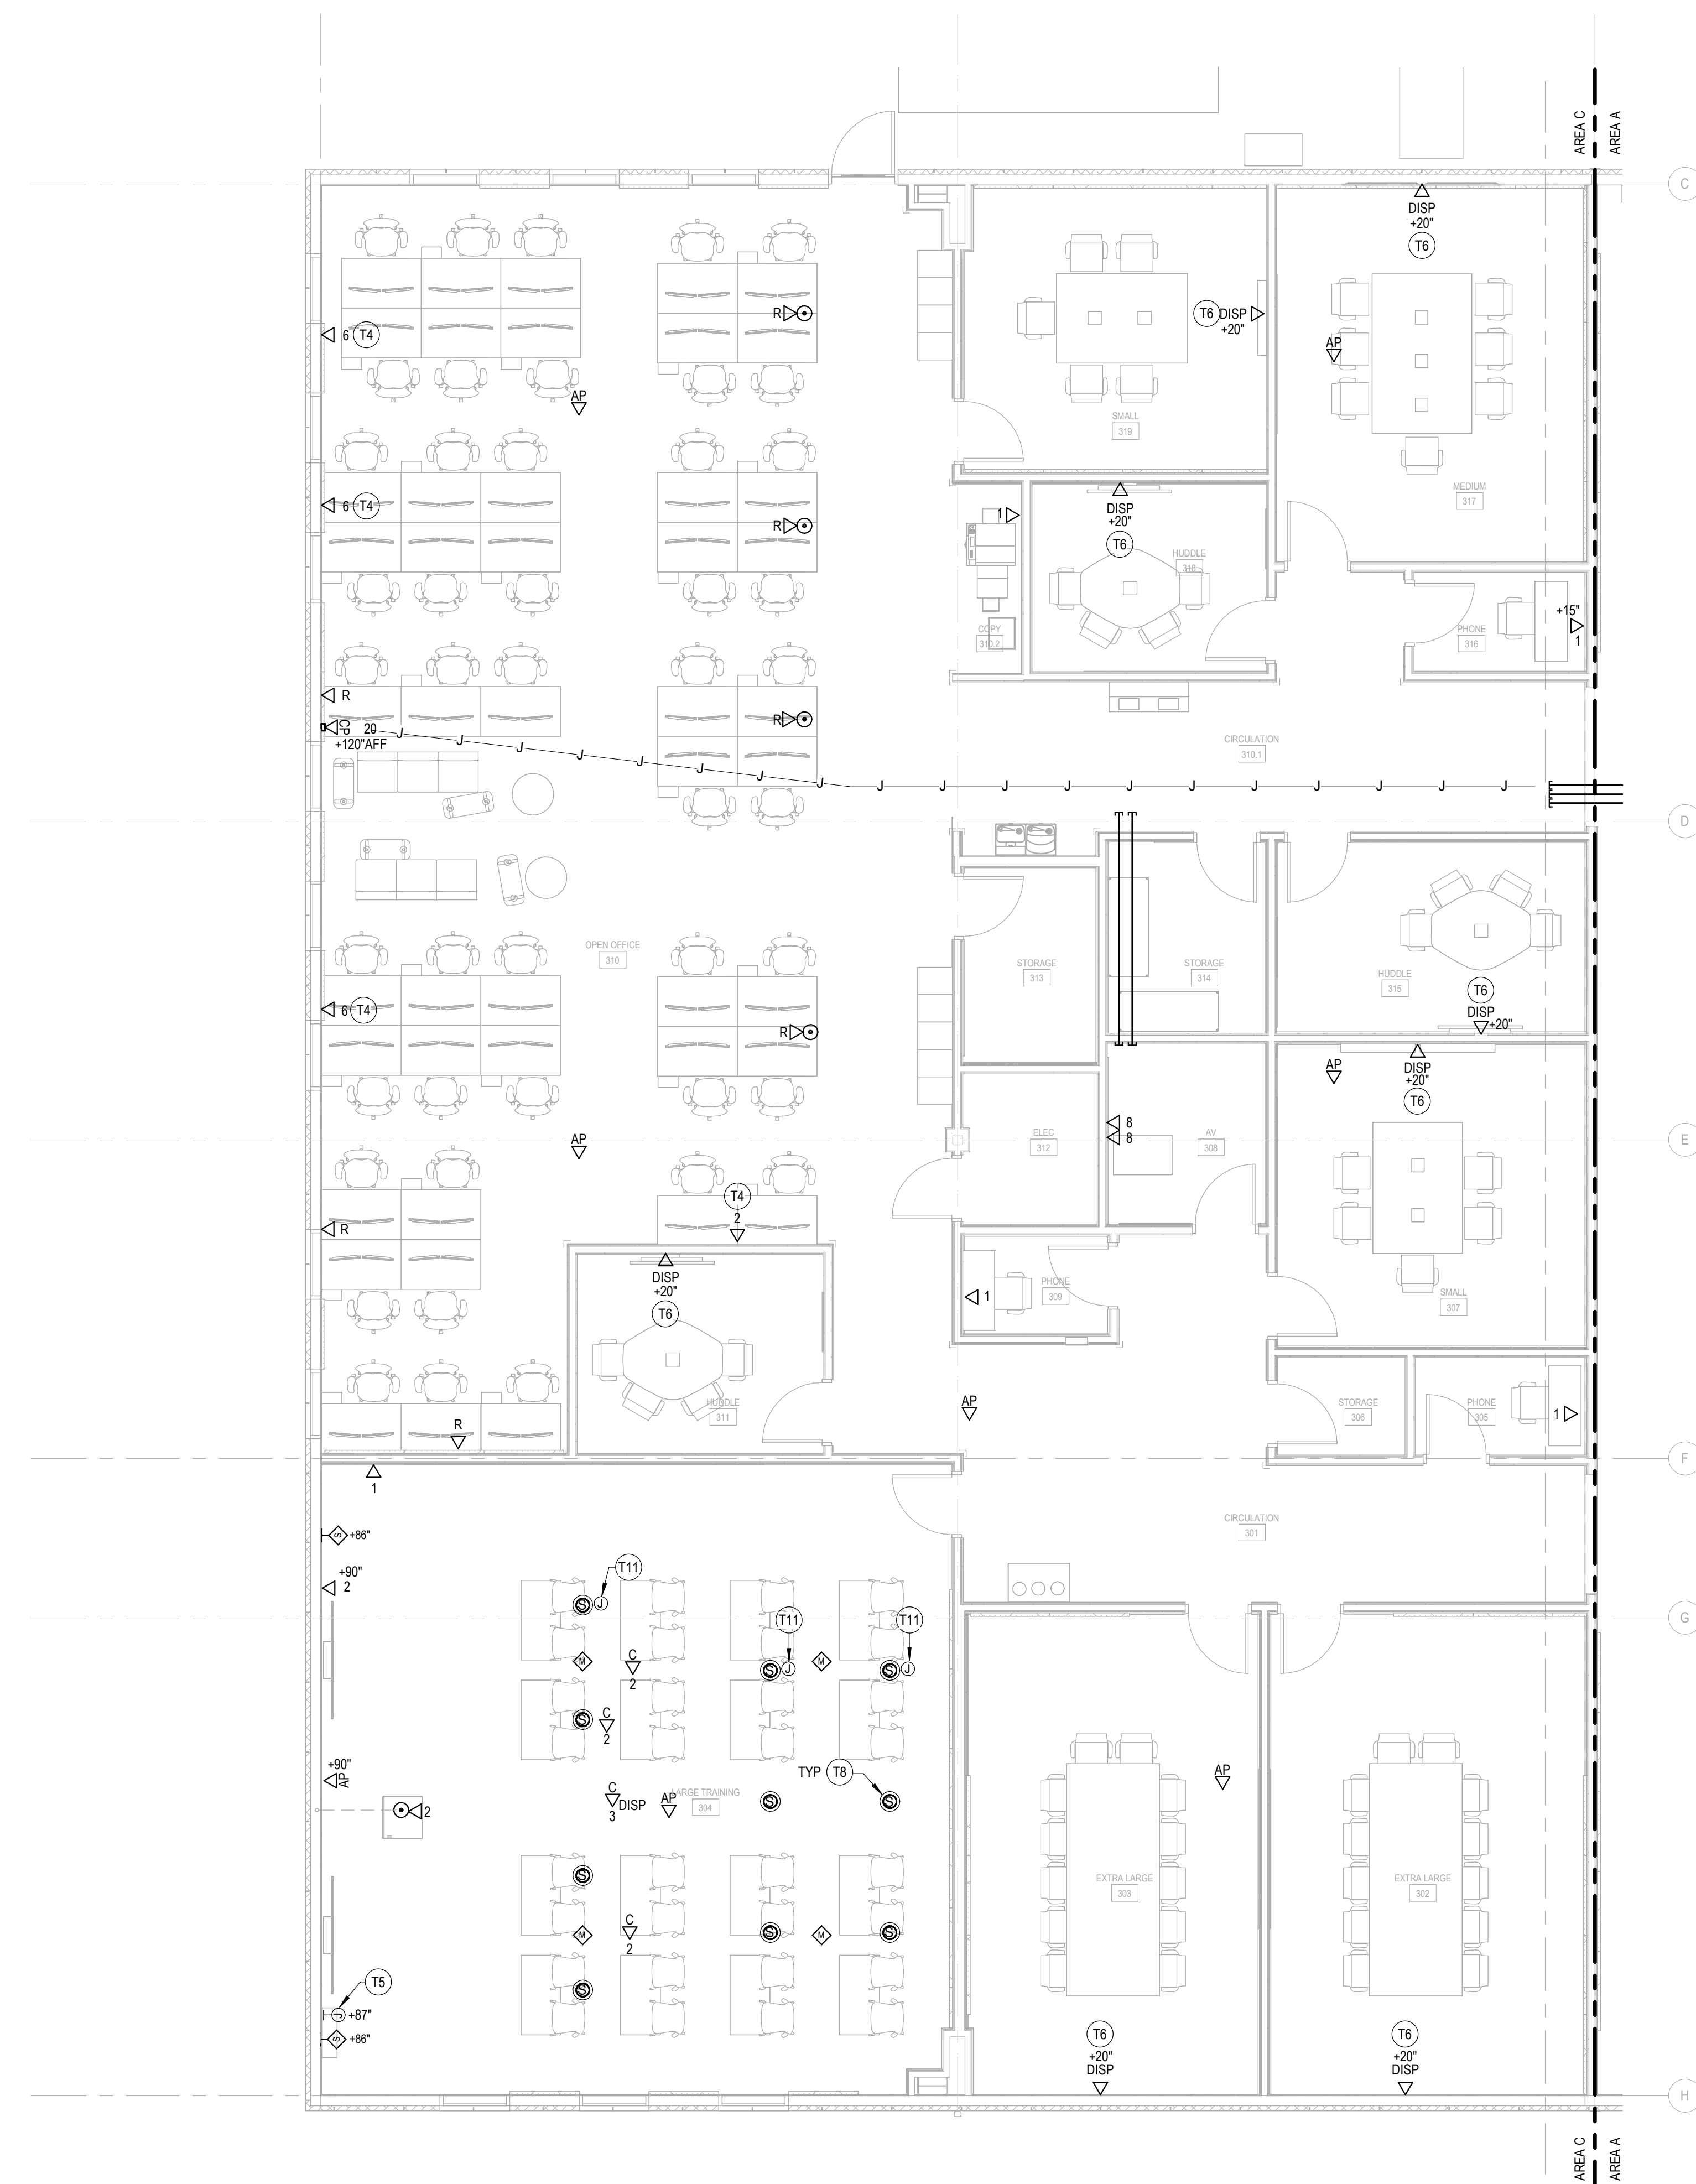 AREA C
AREA A
C
DISP
+20"
T6
R
T6 DISP
+20"
6 T4
AP
AP
SMALL
319
MEDIUM
317
6 T4
1
DISP
+20"
T6
R
HUDDLE
318
+15"
1
COPY
310.2
PHONE
316
R
R
CP 20
+120"AFF
CIRCULATION
310.1
J J J J J J J J J J J J J J J J J J J
D
OPEN OFFICE
310
STORAGE
313
STORAGE
314
HUDDLE
315
T6
DISP
+20"
6 T4
R
AP
DISP
+20"
T6
8
8
AP
ELEC
312
AV
308
E
T4
2
R
DISP
+20"
T6
PHONE
309
1
SMALL
307
HUDDLE
311
AP
STORAGE
306
PHONE
305
1
R
F
1
S +86"
CIRCULATION
301
+90"
2
T11
S J
T11
T11
G
M
C
2
S J
M
S J
S
C
2
+90"
AP
TYP T8
AP
2
C
3 DISP
AP
LARGE TRAINING
304
S
S
S
EXTRA LARGE
303
EXTRA LARGE
302
M
C
2
S
M
S
T5
S
J +87"
S +86"
T6
+20"
DISP
T6
+20"
DISP
H
AREA C
AREA A